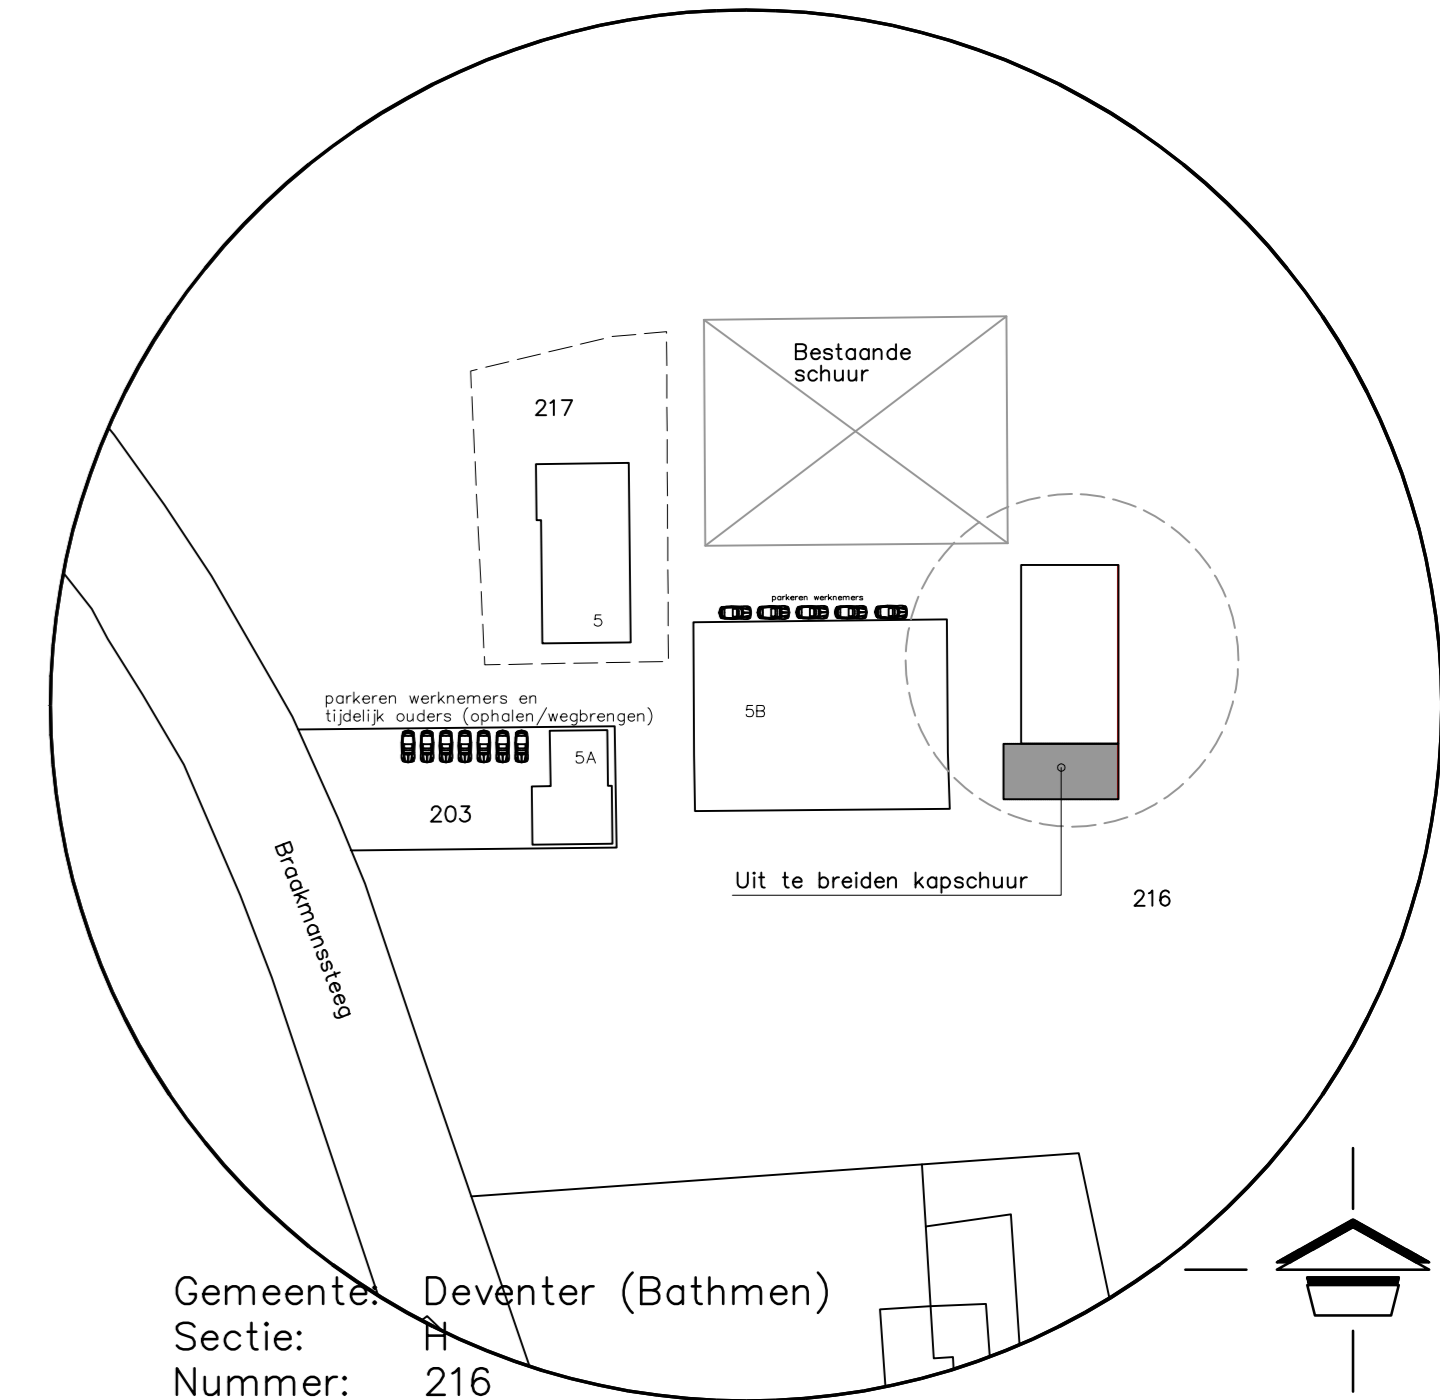 Bestaande
schuur
217
5
parkeren werknemers
parkeren werknemers en
tijdelijk ouders (ophalen/wegbrengen)
5B
5A
203
Braakmanssteeg
Uit te breiden kapschuur
216
Gemeente: Deventer (Bathmen)
Sectie: H
Nummer: 216